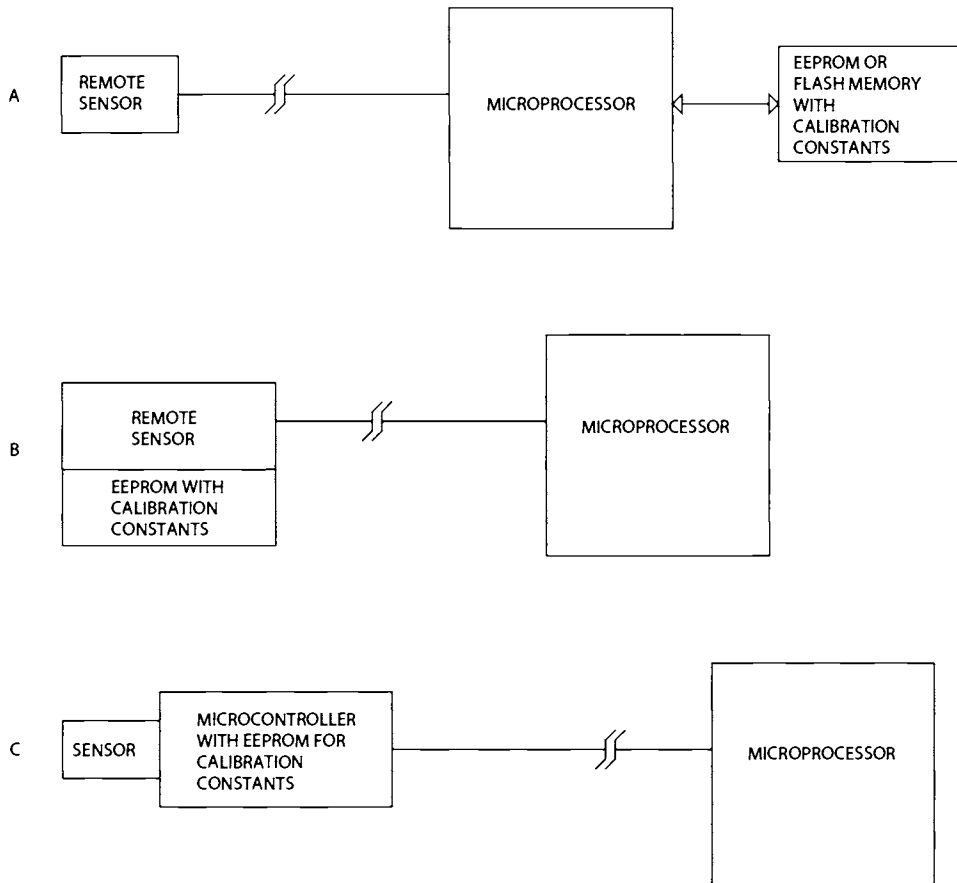 A
REMOTE
SENSOR
MICROPROCESSOR
EEPROM OR
FLASH MEMORY
WITH
CALIBRATION
CONSTANTS
B
REMOTE
SENSOR
EEPROM WITH
CALIBRATION
CONSTANTS
MICROPROCESSOR
C
SENSOR
MICROCONTROLLER
WITH EEPROM FOR
CALIBRATION
CONSTANTS
MICROPROCESSOR